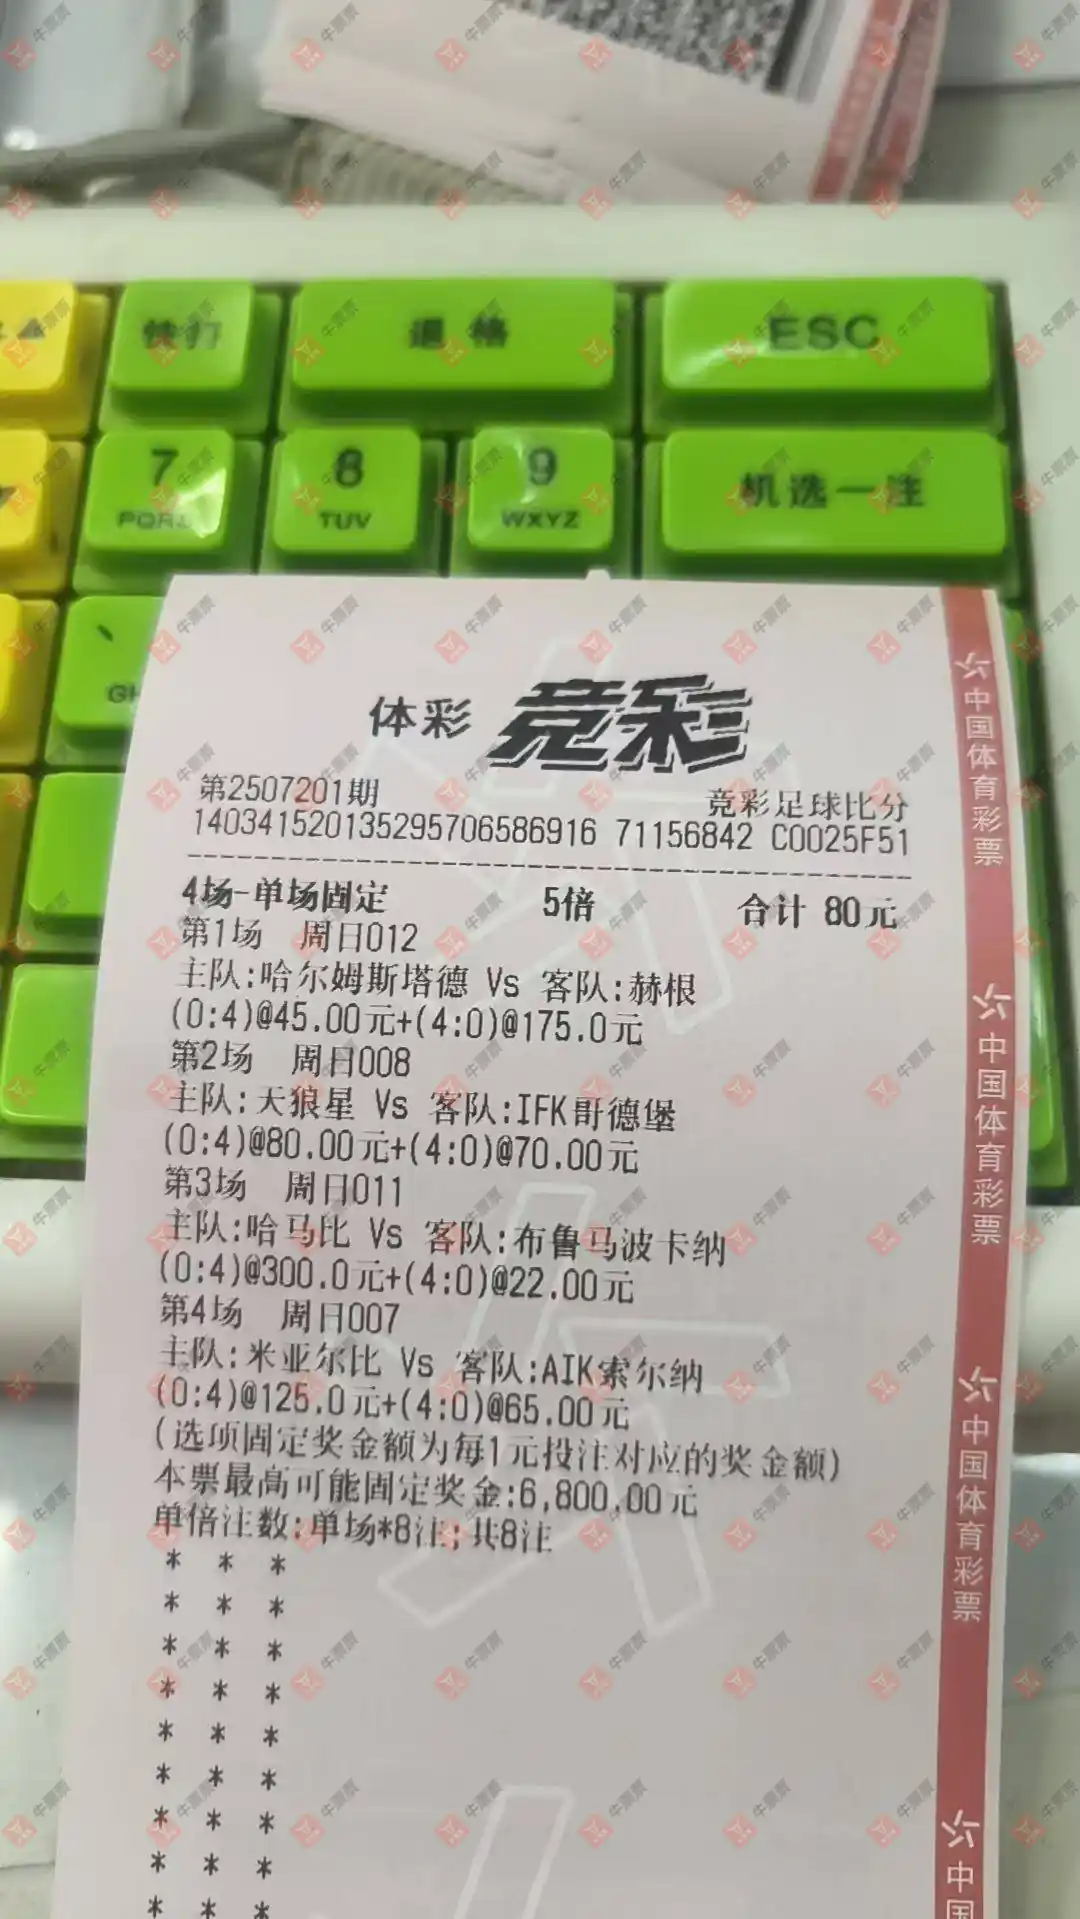 快打
退格
ESC
7
PQRS
8
TUV
9
WXYZ
机选一注
GH
体彩 竞彩
第2507201期
竞彩足球比分
140341520135295706586916 71156842 C0025F51
4场-单场固定 5倍 合计 80元
第1场 周日012
主队:哈尔姆斯塔德 Vs 客队:赫根
(0:4)@45.00元+(4:0)@175.0元
第2场 周日008
主队:天狼星 Vs 客队:IFK哥德堡
(0:4)@80.00元+(4:0)@70.00元
第3场 周日011
主队:哈马比 Vs 客队:布鲁马波卡纳
(0:4)@300.0元+(4:0)@22.00元
第4场 周日007
主队:米亚尔比 Vs 客队:AIK索尔纳
(0:4)@125.0元+(4:0)@65.00元
(选项固定奖金额为每1元投注对应的奖金额)
本票最高可能固定奖金:6,800.00元
单倍注数:单场*8注;共8注
* * *
* * *
* * *
* * *
* * *
* * *
* * *
* * *
* * *
中国体育彩票
中国体育彩票
中国体育彩票
中国
牛票票